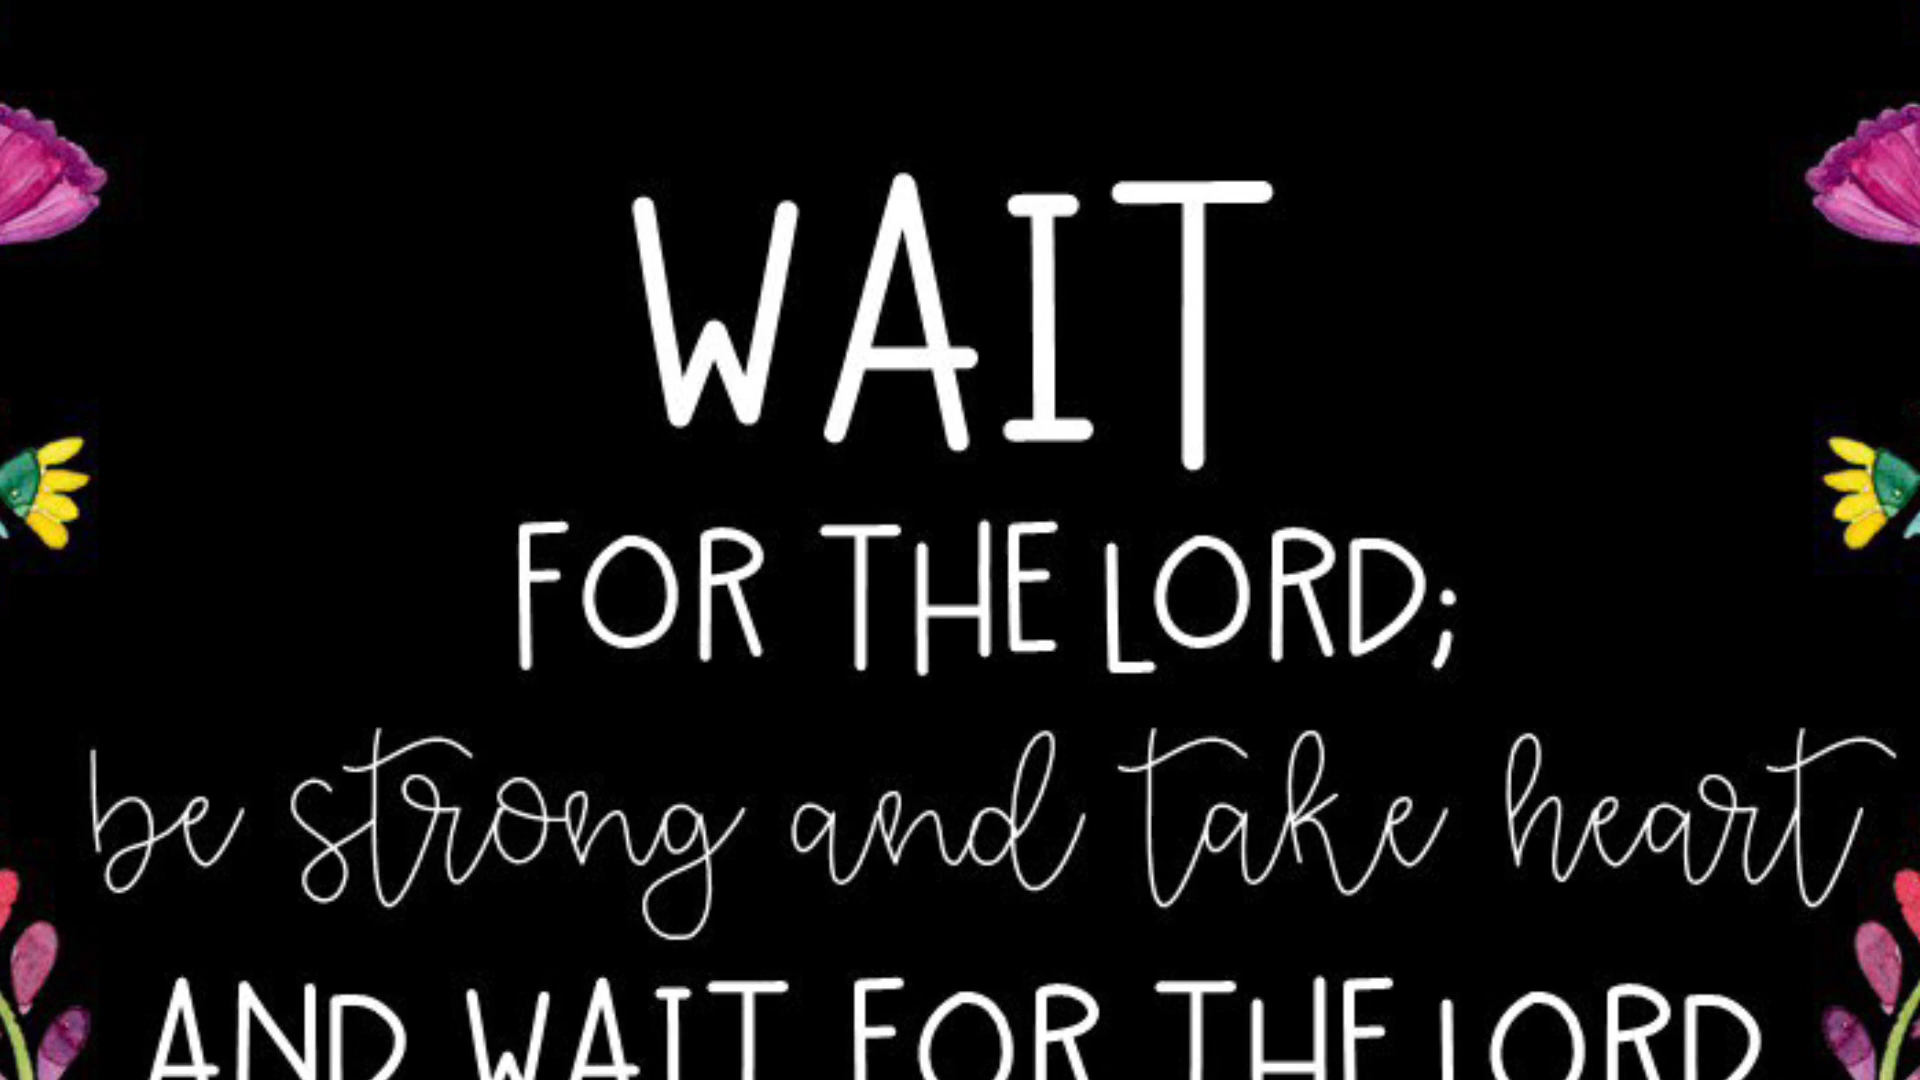 WAIT
FOR THE LORD;
be strong and take heart
AND WAIT FOR THE LORD